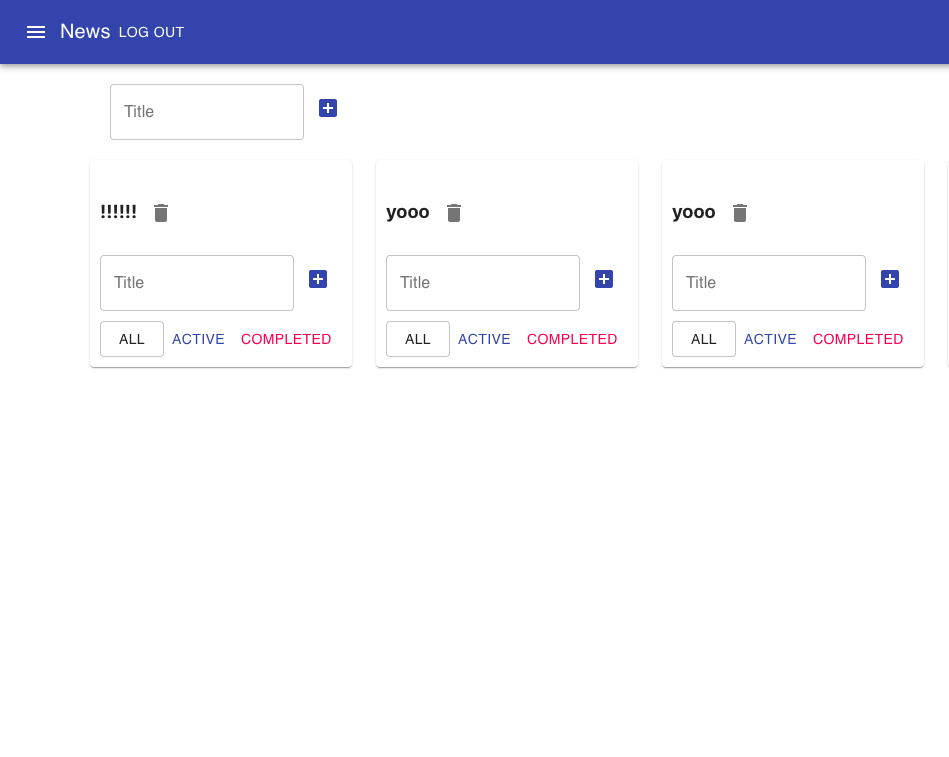 News LOG OUT
Title
!!!!!! yooo yooo
Title Title Title
ALL ACTIVE COMPLETED ALL ACTIVE COMPLETED ALL ACTIVE COMPLETED